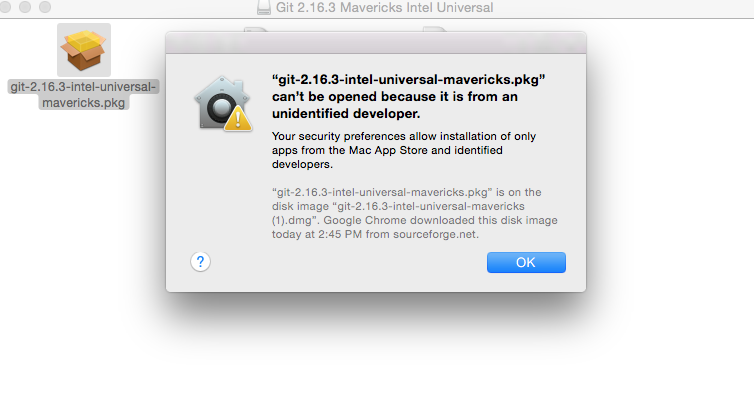 Git 2.16.3 Mavericks Intel Universal
git-2.16.3-intel-universal-
mavericks.pkg
“git-2.16.3-intel-universal-mavericks.pkg”
can’t be opened because it is from an
unidentified developer.
Your security preferences allow installation of only
apps from the Mac App Store and identified
developers.
“git-2.16.3-intel-universal-mavericks.pkg” is on the
disk image “git-2.16.3-intel-universal-mavericks
(1).dmg”. Google Chrome downloaded this disk image
today at 2:45 PM from sourceforge.net.
?
OK